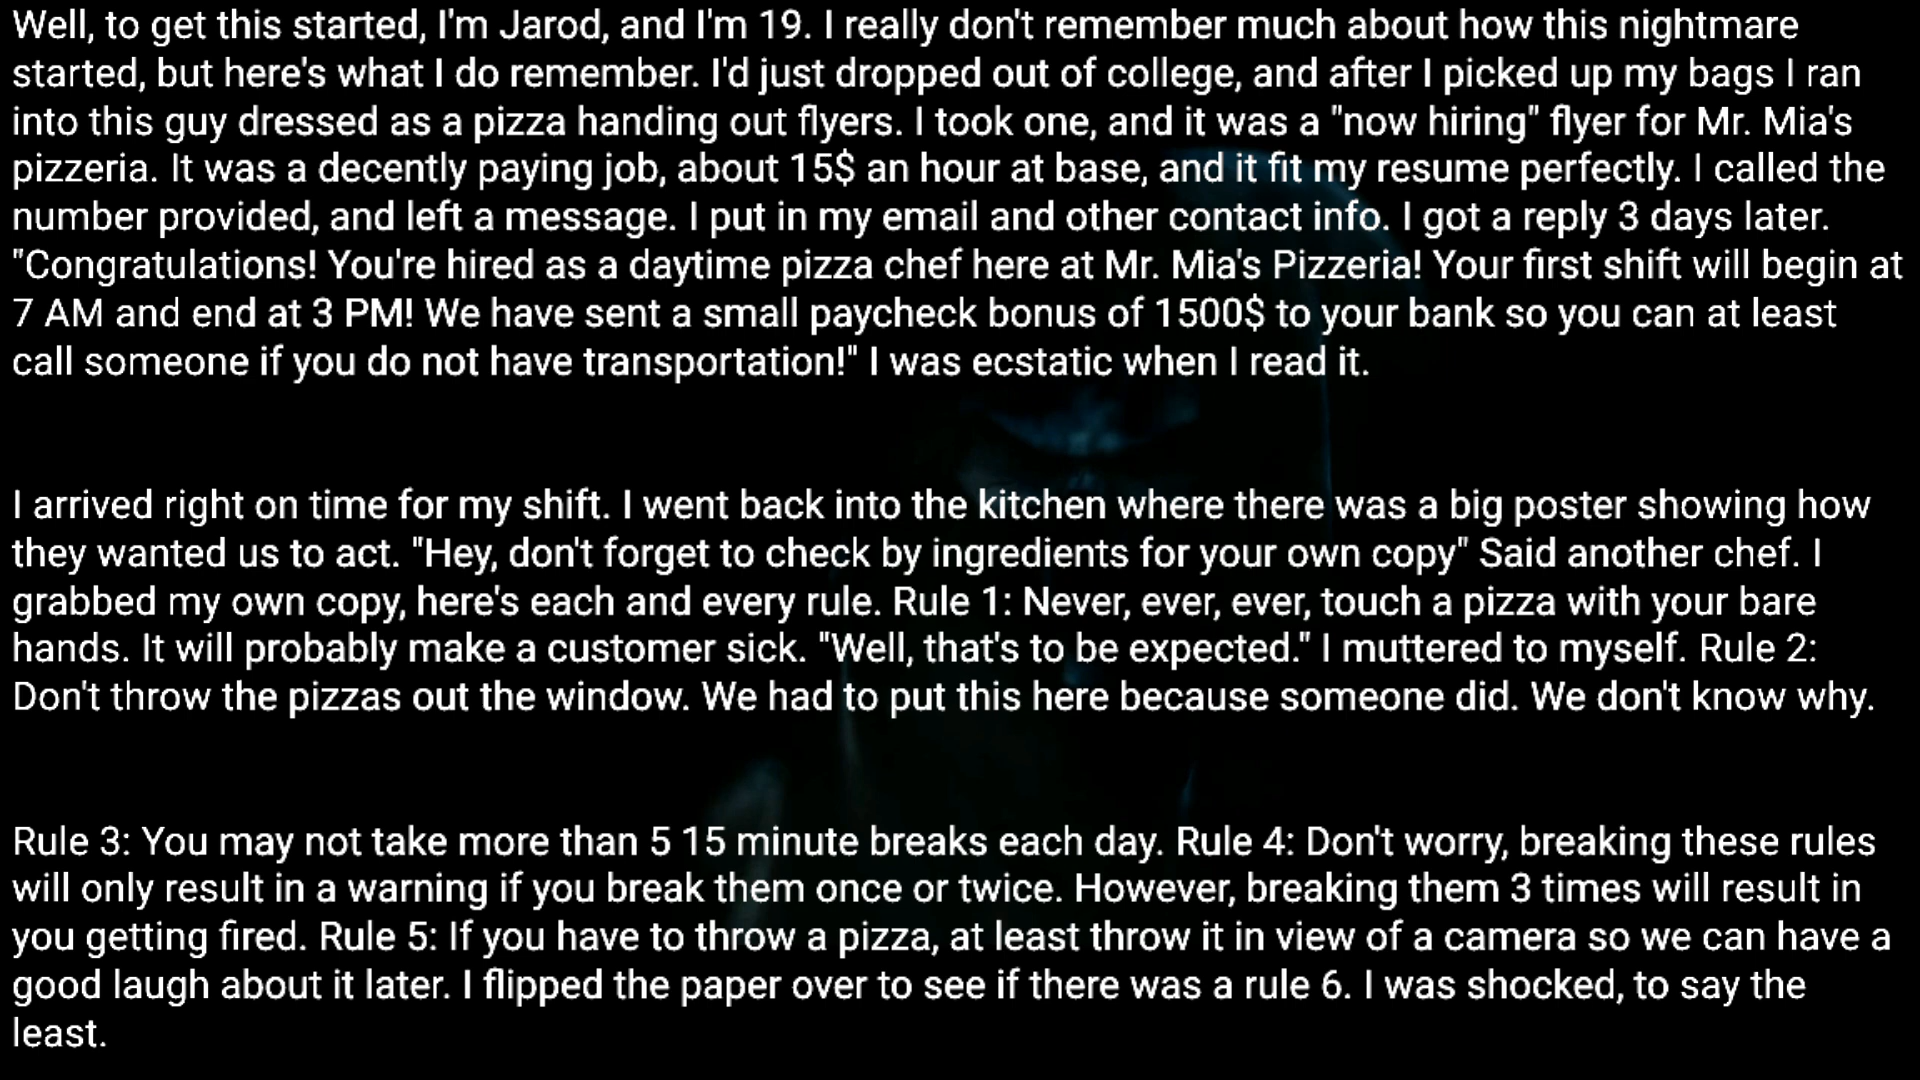 Well, to get this started, I'm Jarod, and I'm 19. I really don't remember much about how this nightmare
started, but here's what I do remember. I'd just dropped out of college, and after I picked up my bags I ran
into this guy dressed as a pizza handing out flyers. I took one, and it was a "now hiring" flyer for Mr. Mia's
pizzeria. It was a decently paying job, about 15$ an hour at base, and it fit my resume perfectly. I called the
number provided, and left a message. I put in my email and other contact info. I got a reply 3 days later.
"Congratulations! You're hired as a daytime pizza chef here at Mr. Mia's Pizzeria! Your first shift will begin at
7 AM and end at 3 PM! We have sent a small paycheck bonus of 1500$ to your bank so you can at least
call someone if you do not have transportation!" I was ecstatic when I read it.
I arrived right on time for my shift. I went back into the kitchen where there was a big poster showing how
they wanted us to act. "Hey, don't forget to check by ingredients for your own copy" Said another chef. I
grabbed my own copy, here's each and every rule. Rule 1: Never, ever, ever, touch a pizza with your bare
hands. It will probably make a customer sick. "Well, that's to be expected." I muttered to myself. Rule 2:
Don't throw the pizzas out the window. We had to put this here because someone did. We don't know why.
Rule 3: You may not take more than 5 15 minute breaks each day. Rule 4: Don't worry, breaking these rules
will only result in a warning if you break them once or twice. However, breaking them 3 times will result in
you getting fired. Rule 5: If you have to throw a pizza, at least throw it in view of a camera so we can have a
good laugh about it later. I flipped the paper over to see if there was a rule 6. I was shocked, to say the
least.